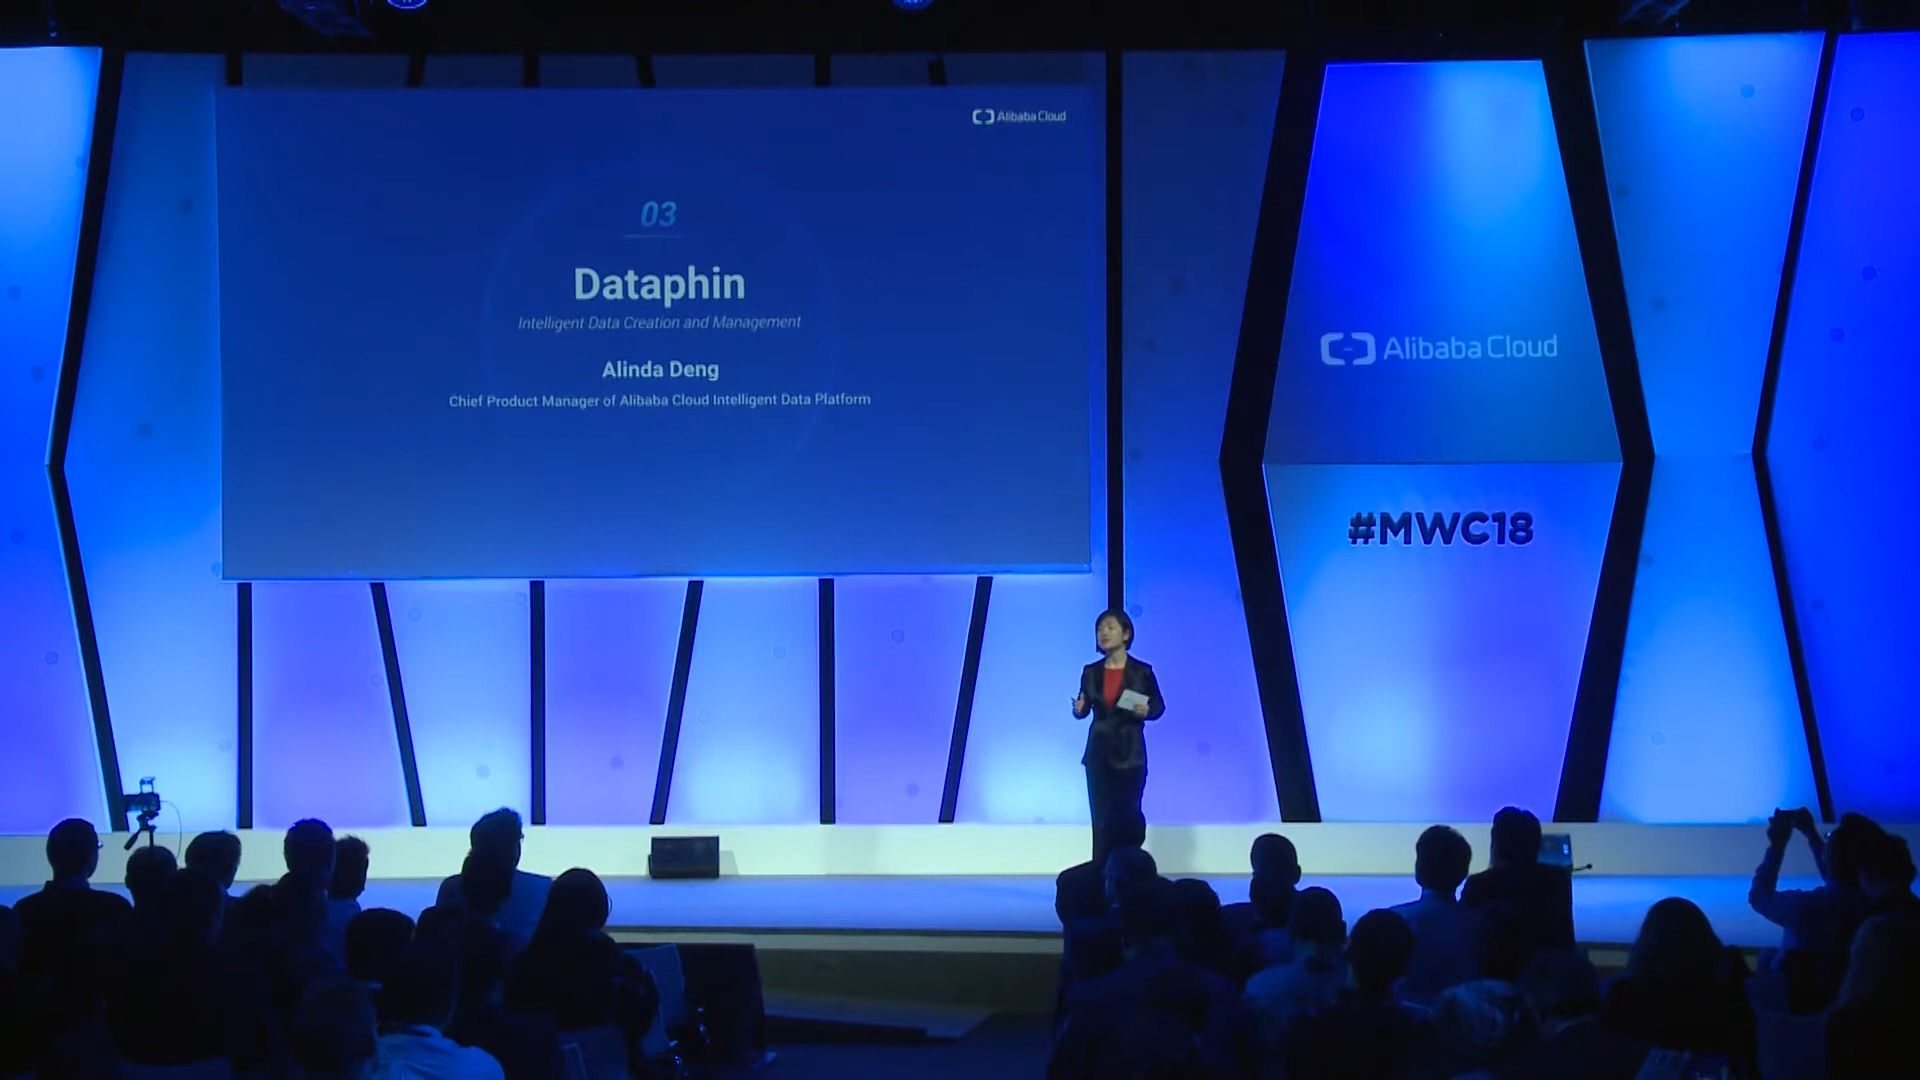 Alibaba Cloud
03
Dataphin
Intelligent Data Creation and Management
Alinda Deng
Chief Product Manager of Alibaba Cloud Intelligent Data Platform
Alibaba Cloud
#MWC18